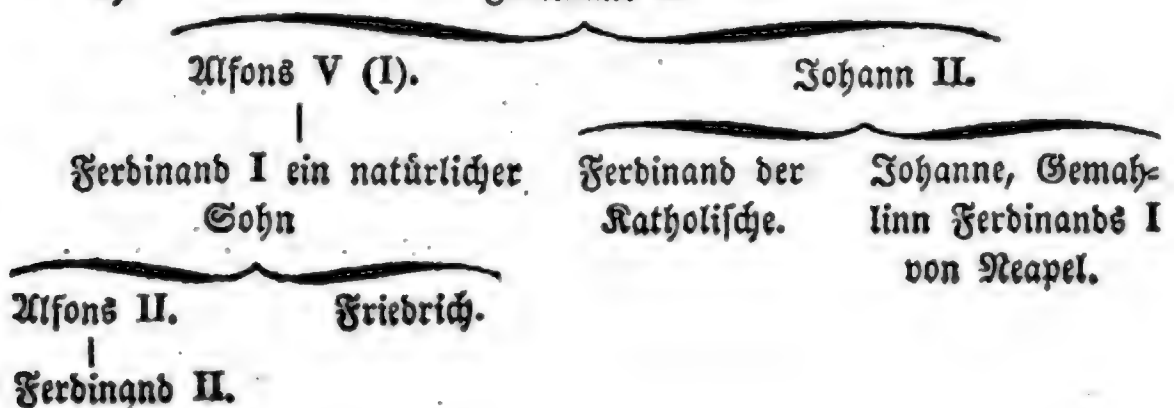 Alfons V (I). Johann II.
Ferdinand I ein natürlicher
Sohn
Ferdinand der
Katholische.
Johanne, Gemah-
linn Ferdinands I
von Neapel.
Alfons II. Friedrich.
Ferdinand II.